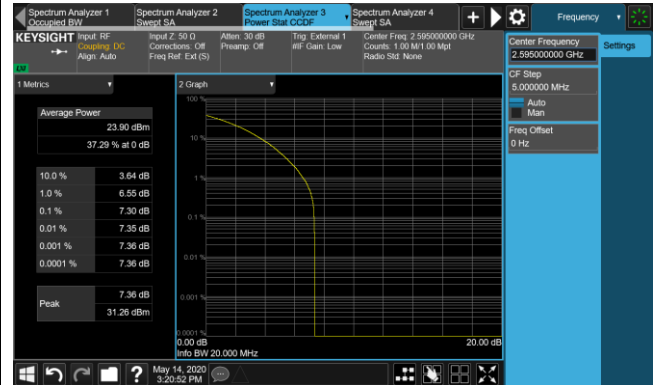 Spectrum Analyzer 1
Occupied BW
Spectrum Analyzer 2
Swept SA
Spectrum Analyzer 3
Power Stat CCDF
Spectrum Analyzer 4
Swept SA
Frequency
KEYSIGHT
Input: RF
Coupling: DC
Align: Auto
Input Z: 50 Ω
Corrections: Off
Freq Ref: Ext (S)
Atten: 30 dB
Preamp: Off
Trig: External 1
#IF Gain: Low
Center Freq: 2.595000000 GHz
Counts: 1.00 M/1.00 Mpt
Radio Std: None
Center Frequency
2.595000000 GHz
Settings
CF Step
5.000000 MHz
Auto
Man
Freq Offset
0 Hz
1 Metrics
Average Power
23.90 dBm
37.29 % at 0 dB
10.0 % 3.64 dB
1.0 % 6.55 dB
0.1 % 7.30 dB
0.01 % 7.35 dB
0.001 % 7.36 dB
0.0001 % 7.36 dB
Peak
7.36 dB
31.26 dBm
2 Graph
100 %
10 %
1 %
0.1 %
0.01 %
0.001 %
0.0001 %
0.00 dB 20.00 dB
Info BW 20.000 MHz
May 14, 2020
3:20:52 PM